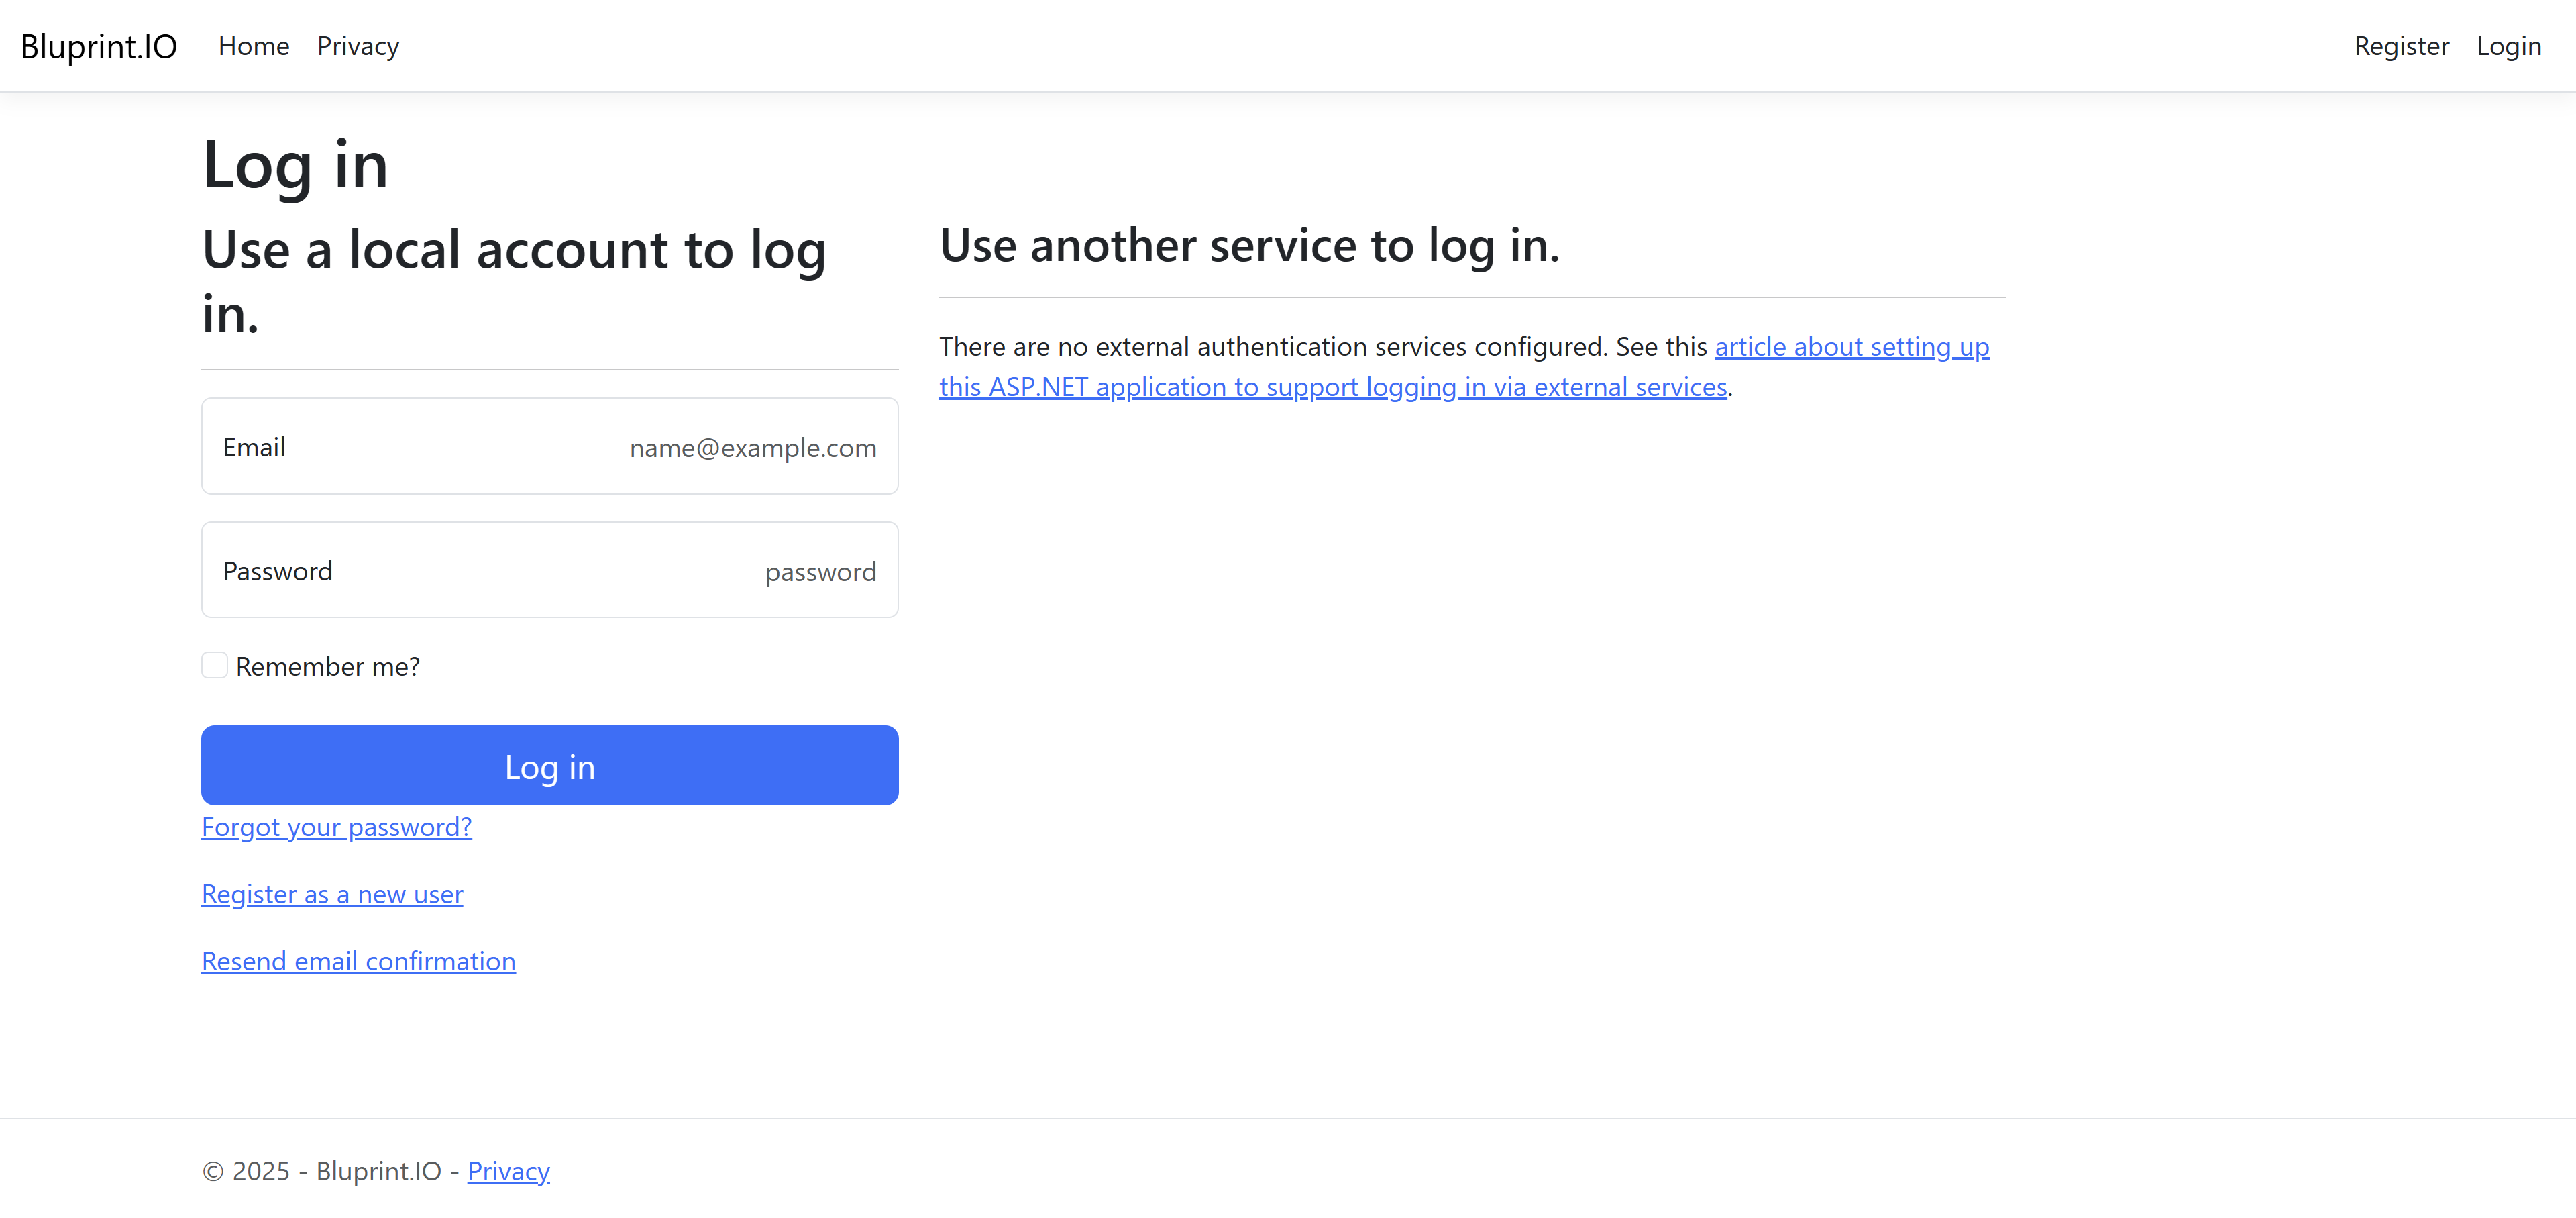 Bluprint.IO Home Privacy Register Login
Log in
Use a local account to log
in.
Email name@example.com
Password password
Remember me?
Log in
Forgot your password?
Register as a new user
Resend email confirmation
Use another service to log in.
There are no external authentication services configured. See this article about setting up
this ASP.NET application to support logging in via external services.
© 2025 - Bluprint.IO - Privacy